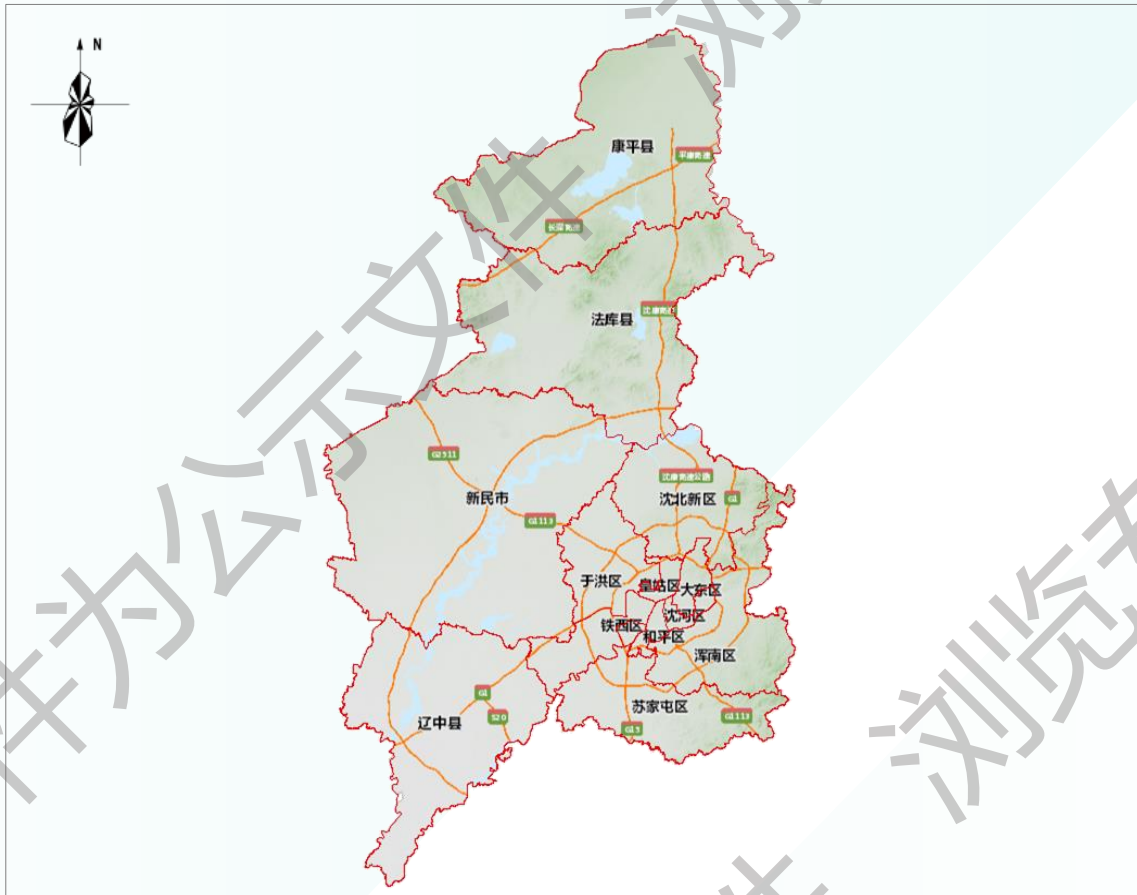 浏
N
康平县
平康高速
长深高速
件为公示文件
法库县
沈康高速
G2511
新民市
沈康高速公路
沈北新区
G1
G1113
于洪区
皇姑区
大东区
沈河区
铁西区
和平区
浑南区
浏览
G1
S20
辽中县
苏家屯区
G1113
G15